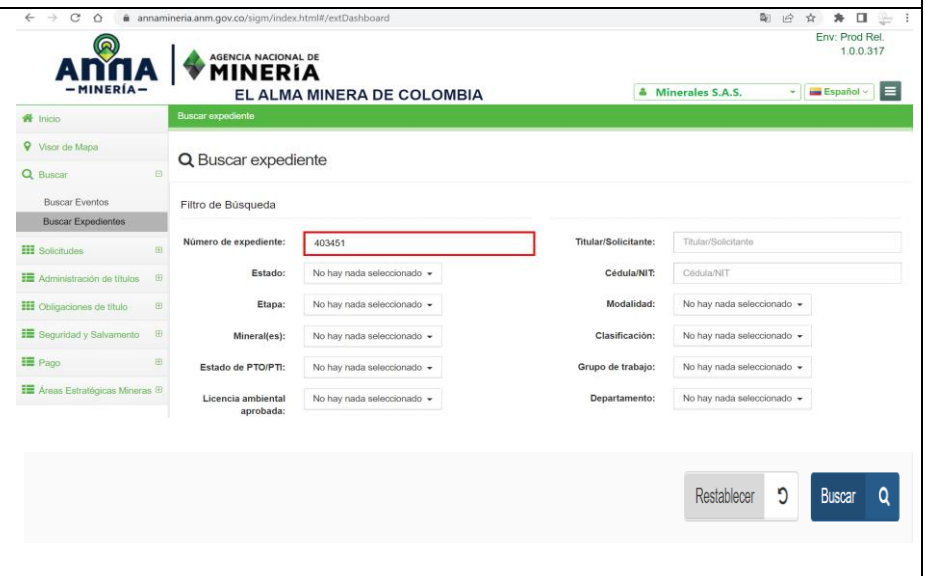 annamineria.anm.gov.co/sigm/index.html#/extDashboard
Env: Prod Rel.
1.0.0.317
ANNA
–MINERÍA–
AGENCIA NACIONAL DE
MINERÍA
EL ALMA MINERA DE COLOMBIA
Minerales S.A.S.
Español
Inicio
Buscar expediente
Visor de Mapa
Buscar expediente
Buscar
Buscar Eventos
Filtro de Búsqueda
Buscar Expedientes
Número de expediente: 403451 Titular/Solicitante: Titular/Solicitante
Solicitudes
Estado: No hay nada seleccionado Cédula/NIT: Cédula/NIT
Administración de títulos
Etapa: No hay nada seleccionado Modalidad: No hay nada seleccionado
Obligaciones de título
Mineral(es): No hay nada seleccionado Clasificación: No hay nada seleccionado
Seguridad y Salvamento
Estado de PTO/PTI: No hay nada seleccionado Grupo de trabajo: No hay nada seleccionado
Pago
Áreas Estratégicas Mineras
Licencia ambiental
aprobada: No hay nada seleccionado Departamento: No hay nada seleccionado
Restablecer
Buscar